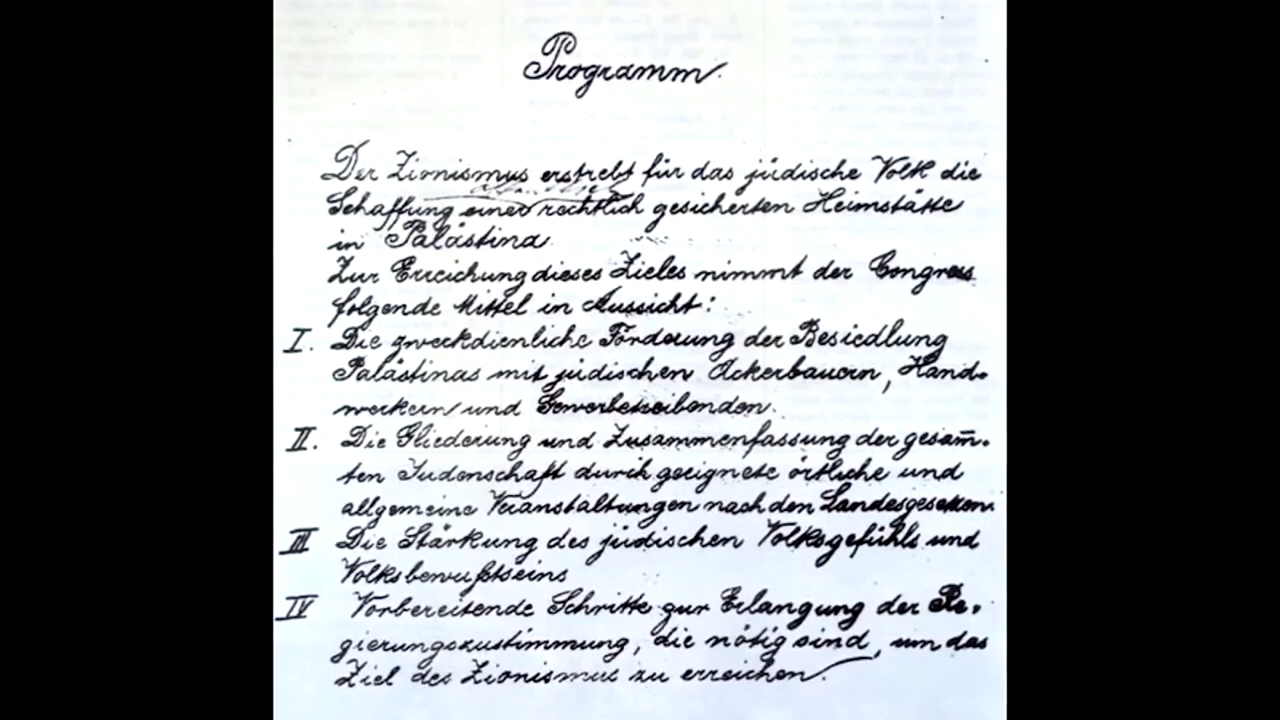 Programm.
Der Zionismus erstrebt für das jüdische Volk die
Schaffung einer rechtlich gesicherten Heimstätte
in Palästina.
Zur Erreichung dieses Zieles nimmt der Congress
folgende Mittel in Aussicht:
I. Die zweckdienliche Förderung der Besiedlung
Palästinas mit jüdischen Ackerbauern, Hand-
werkern und Gewerbetreibenden.
II. Die Gliederung und Zusammenfassung der gesam̅-
ten Judenschaft durch geeignete örtliche und
allgemeine Veranstaltungen nach den Landesgesetzen.
III Die Stärkung des jüdischen Volksgefühls und
Volksbewußtseins
IV Vorbereitende Schritte zur Erlangung der Re-
gierungszustimmung, die nötig sind, um das
Ziel des Zionismus zu erreichen.